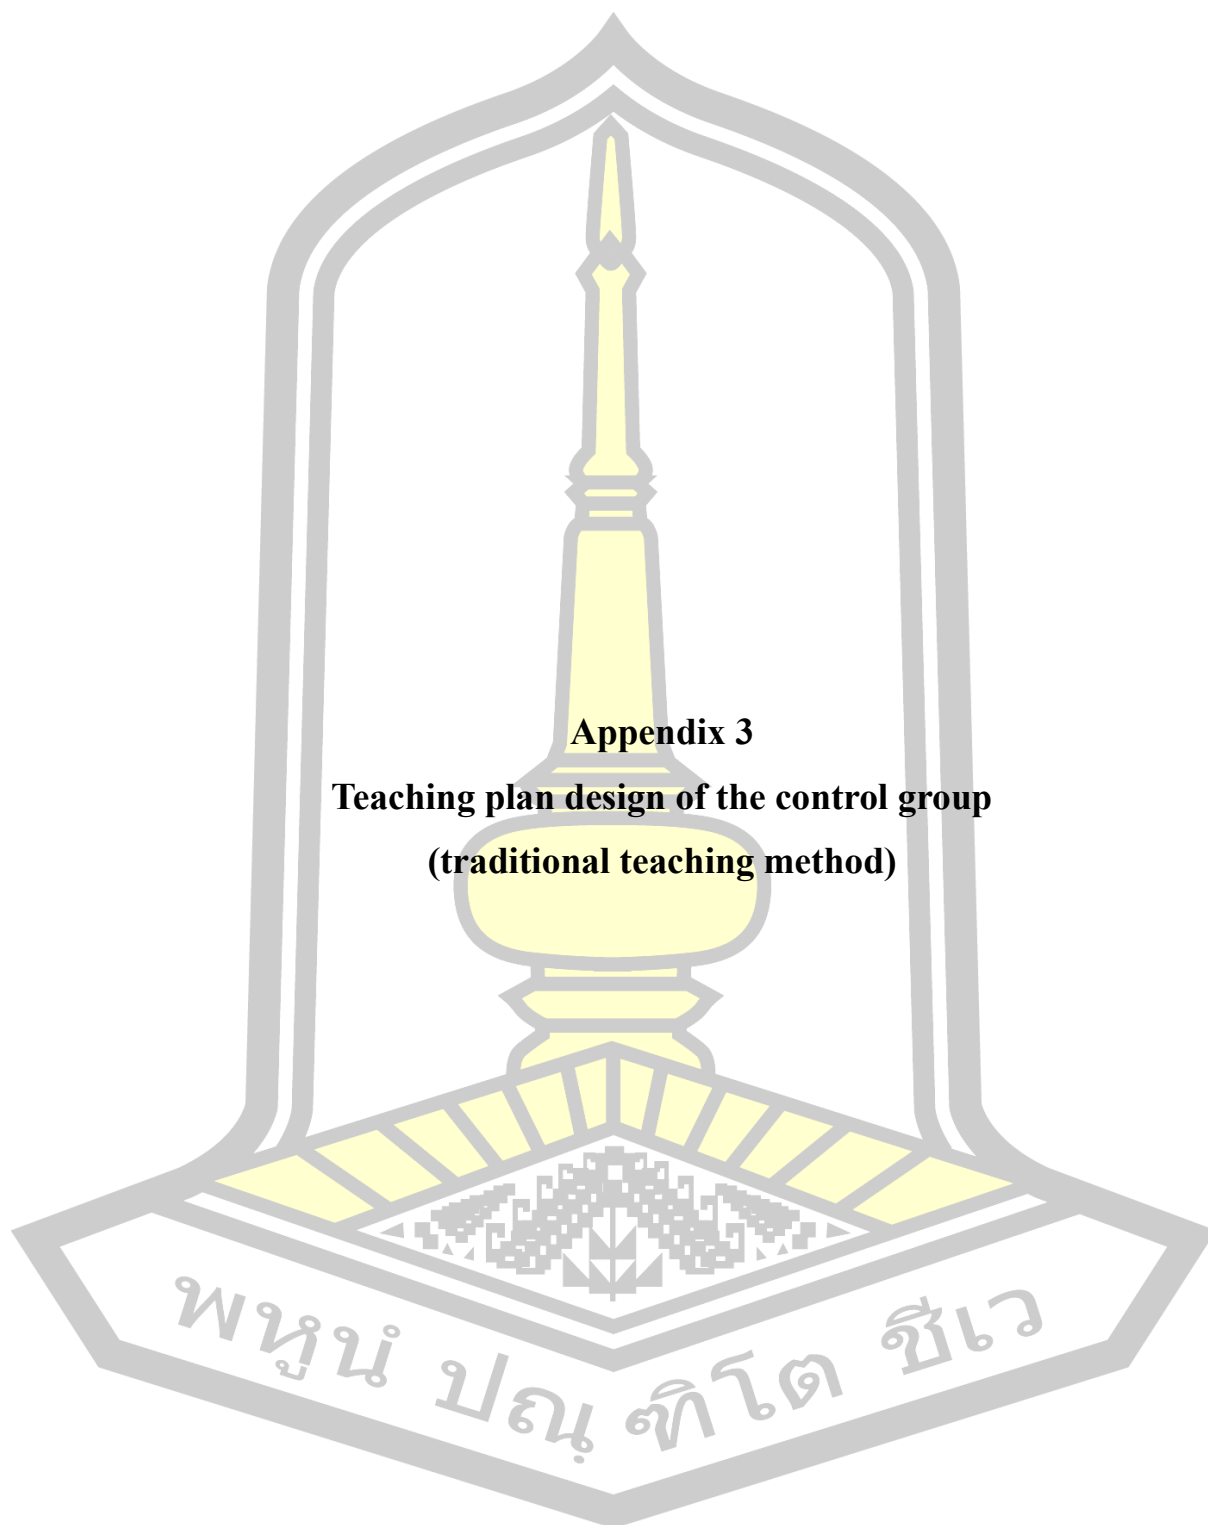 Appendix 3
Teaching plan design of the control group
(traditional teaching method)
พหูนํ ปณฺ ฑิโต ชีเว